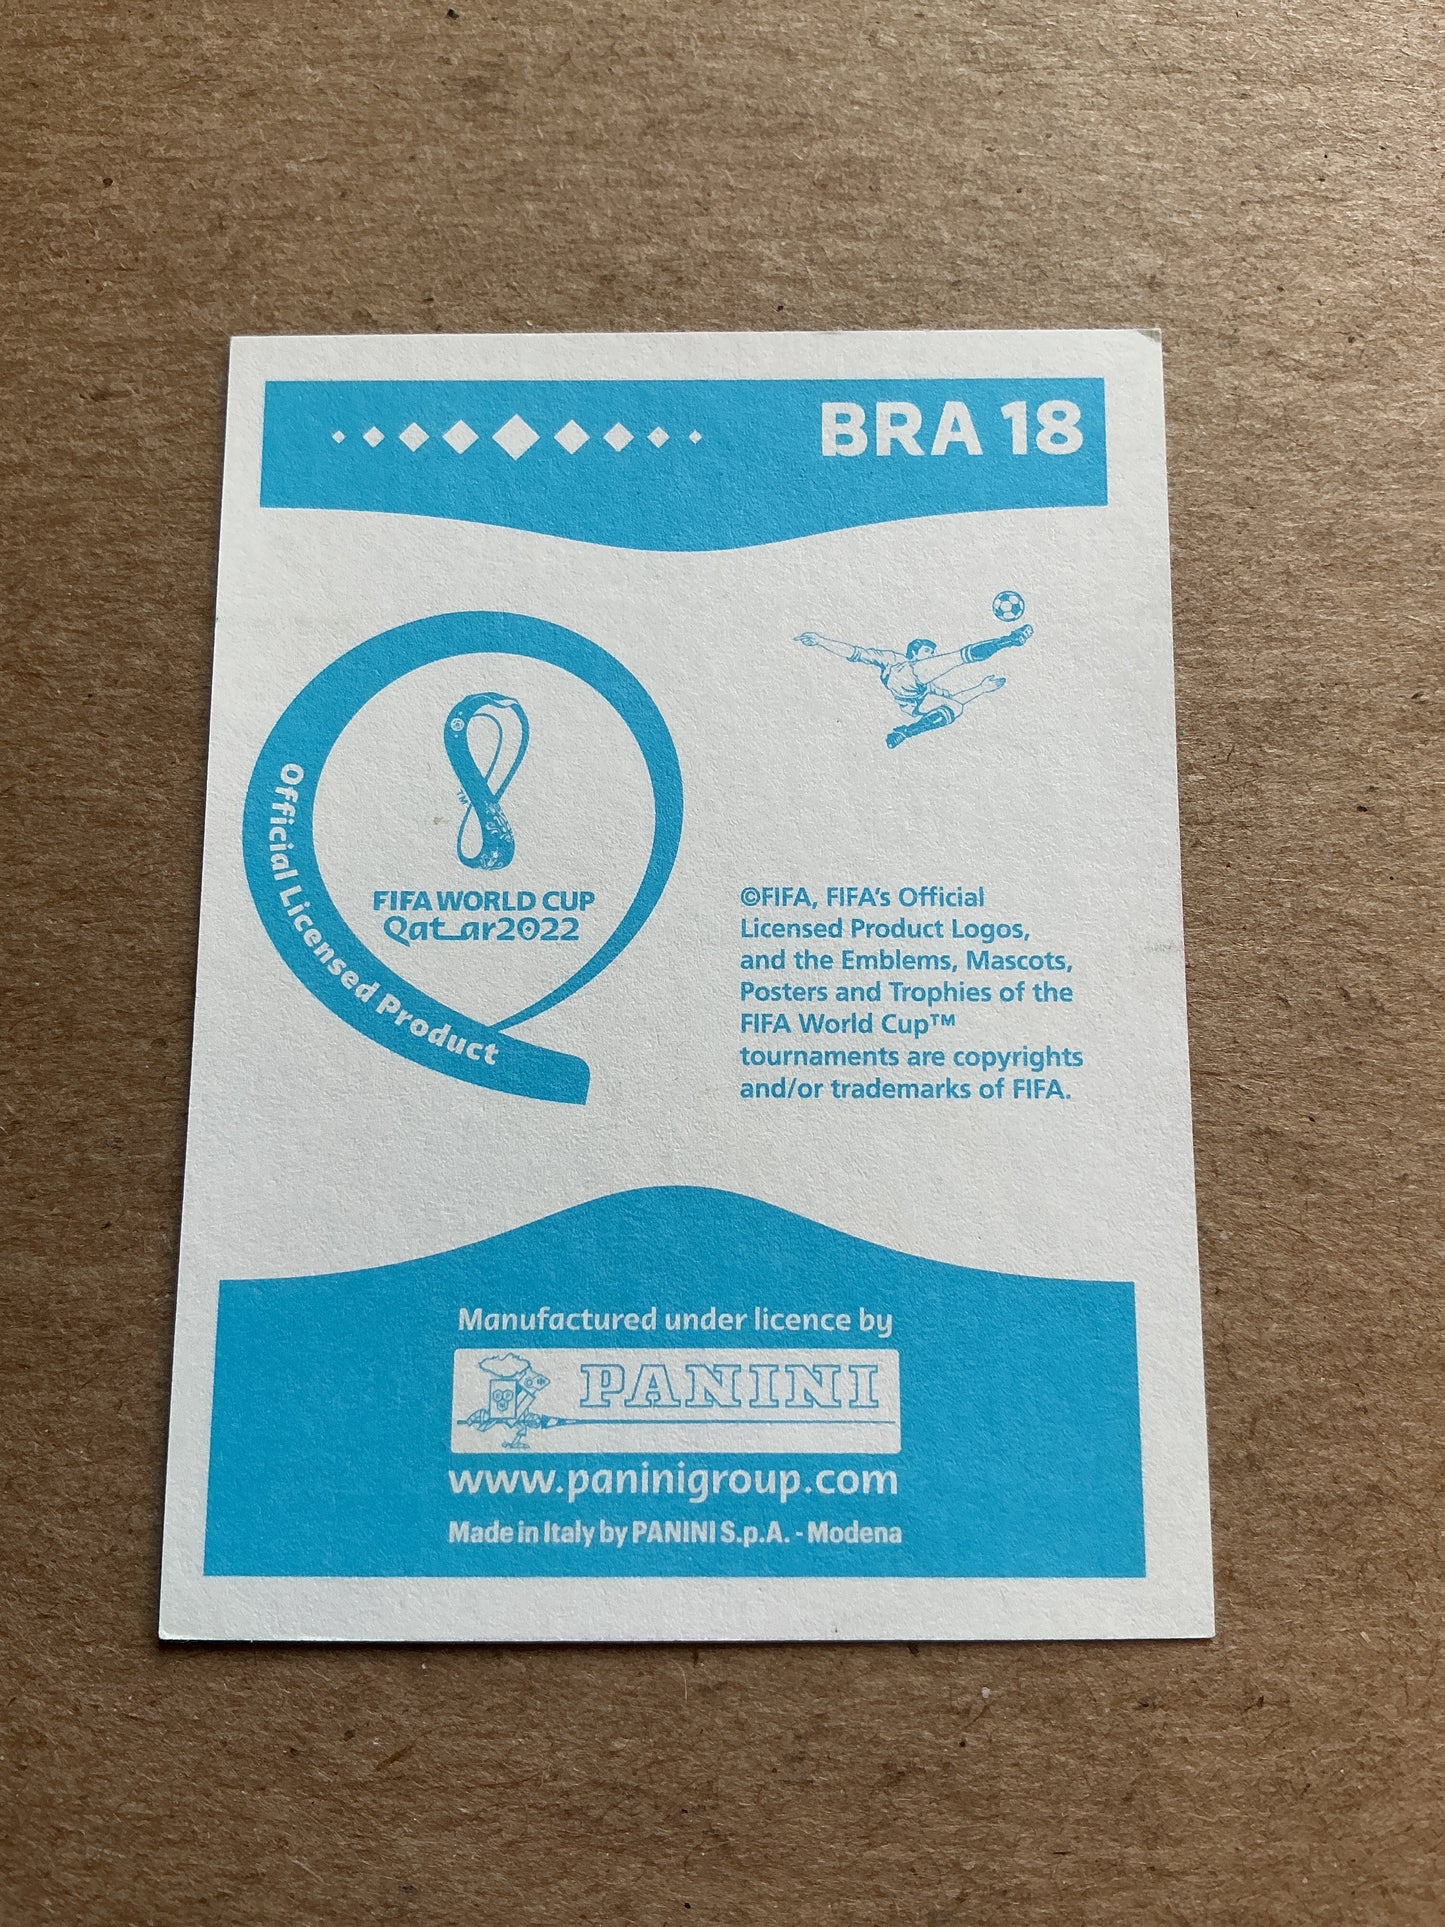 BRA 18
Official Licensed Product
TM
FIFA WORLD CUP
Qatar2022
©FIFA, FIFA's Official
Licensed Product Logos,
and the Emblems, Mascots,
Posters and Trophies of the
FIFA World Cup™
tournaments are copyrights
and/or trademarks of FIFA.
Manufactured under licence by
PANINI
www.paninigroup.com
Made in Italy by PANINI S.p.A. - Modena